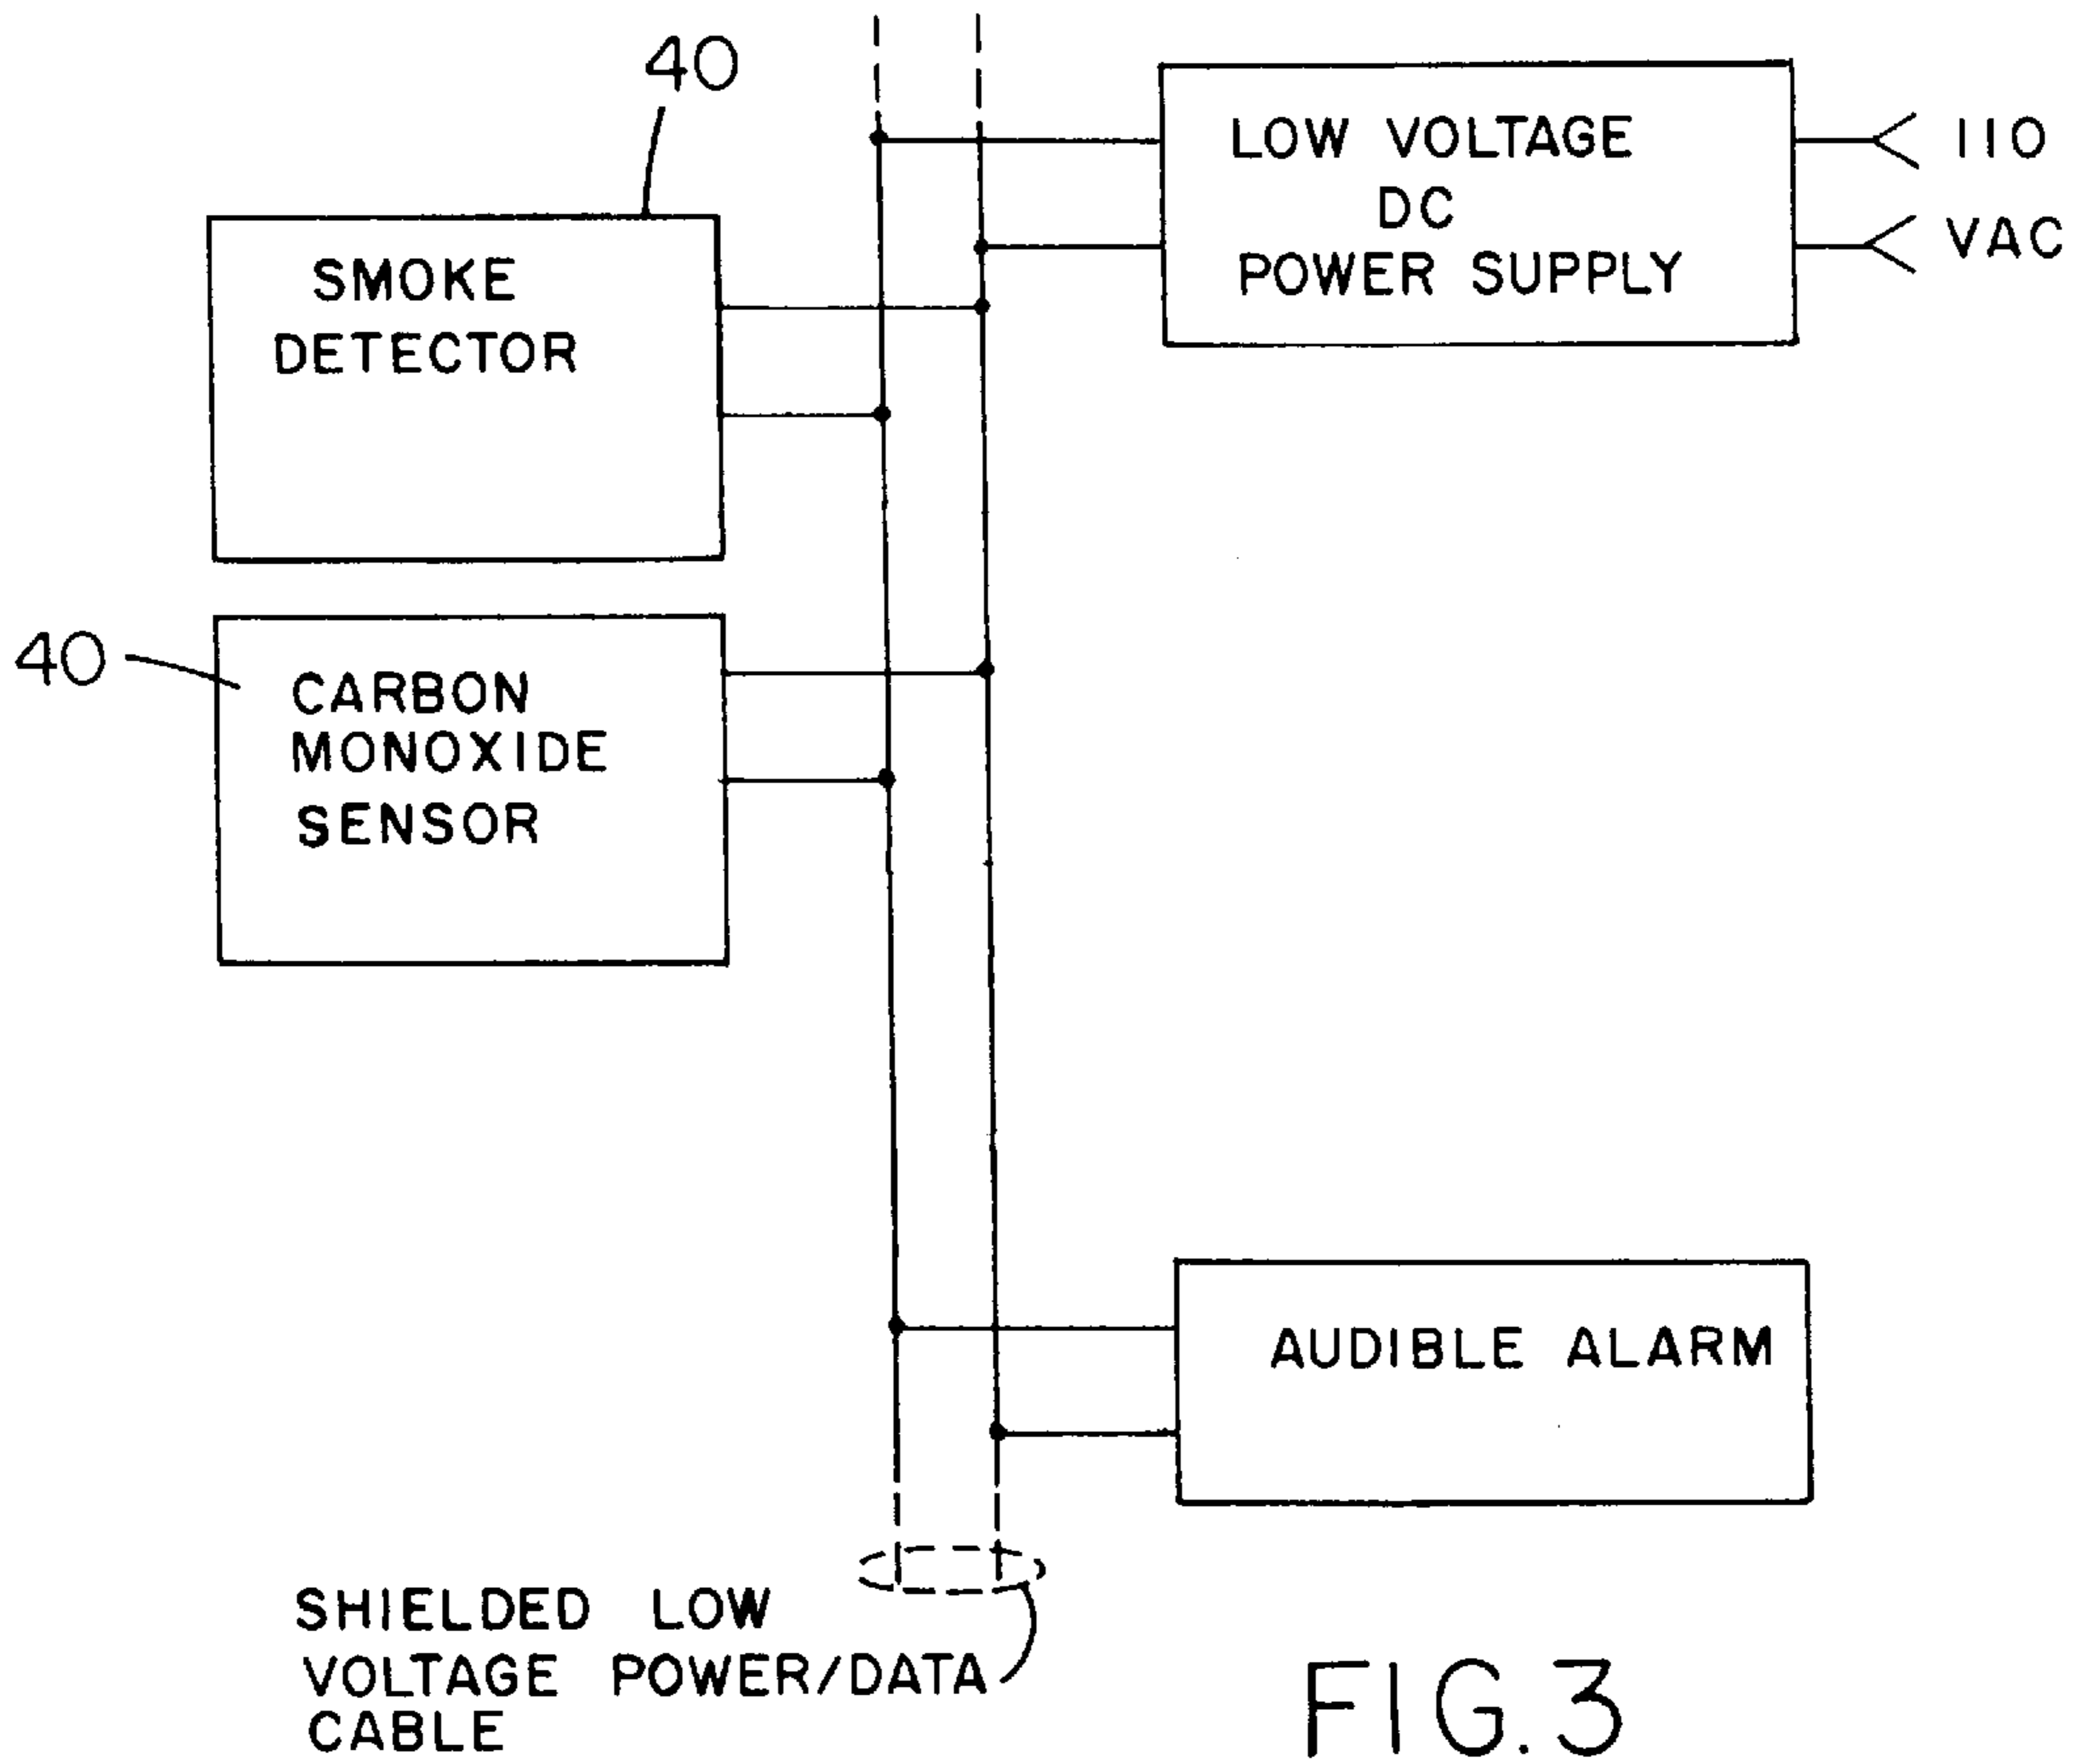 40
LOW VOLTAGE
DC
POWER SUPPLY
110
VAC
SMOKE
DETECTOR
40
CARBON
MONOXIDE
SENSOR
AUDIBLE ALARM
SHIELDED LOW
VOLTAGE POWER/DATA
CABLE
FIG. 3